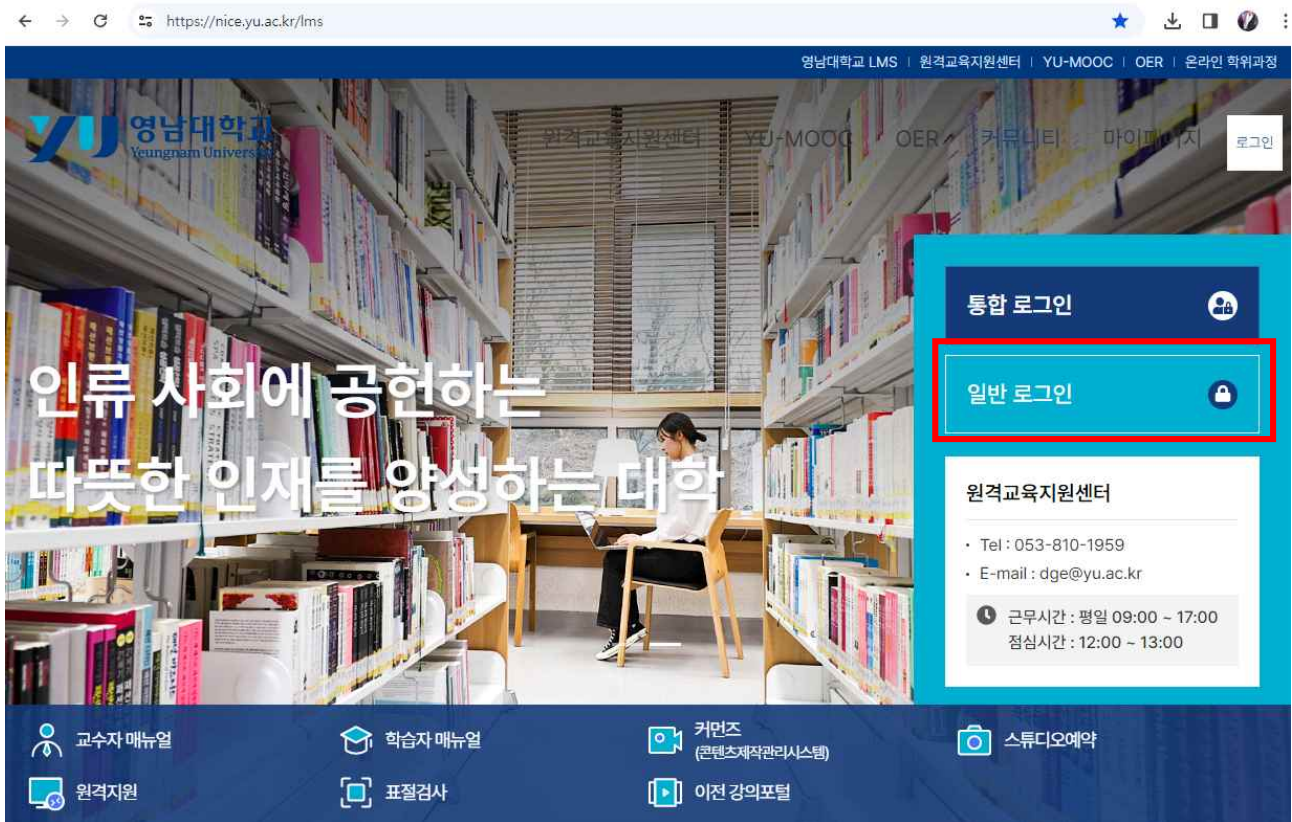 https://nice.yu.ac.kr/lms
영남대학교 LMS | 원격교육지원센터 | YU-MOOC | OER | 온라인 학위과정
영남대학교
Yeungnam University
원격교육지원센터 YU-MOOC OER 커뮤니티 마이페이지 로그인
통합 로그인
일반 로그인
인류 사회에 공헌하는
따뜻한 인재를 양성하는 대학
원격교육지원센터
• Tel : 053-810-1959
• E-mail : dge@yu.ac.kr
근무시간 : 평일 09:00 ~ 17:00
점심시간 : 12:00 ~ 13:00
교수자 매뉴얼
학습자 매뉴얼
커먼즈
(콘텐츠제작관리시스템)
스튜디오예약
원격지원
표절검사
이전 강의포털